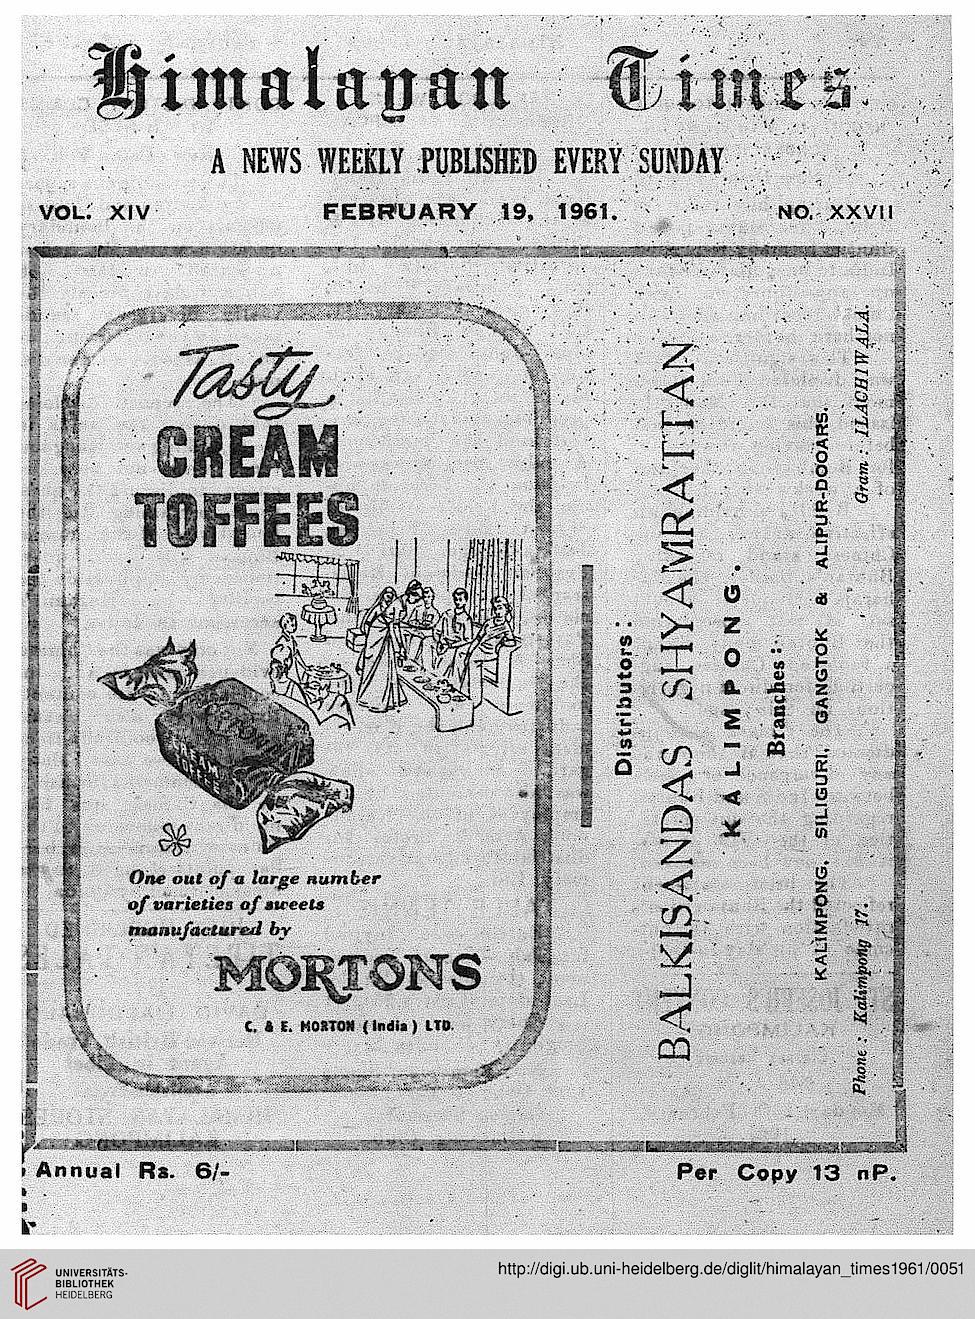 Himalayan Times
A NEWS WEEKLY PUBLISHED EVERY SUNDAY
VOL. XIV
FEBRUARY 19, 1961.
NO. XXVII
Tasty
CREAM
TOFFEES
CREAM
TOFFEE
One out of a large number
of varieties of sweets
manufactured by
MORTONS
C. & E. MORTON (India) LTD.
Distributors:
BALKISANDAS SHYAMRATTAN
KALIMPONG.
Branches:
KALIMPONG, SILIGURI, GANGTOK & ALIPUR-DOOARS.
Phone: Kalimpong 17.
Gram: ILACHIWALA.
Annual Rs. 6/-
Per Copy 13 nP.
UNIVERSITÄTS-
BIBLIOTHEK
HEIDELBERG
http://digi.ub.uni-heidelberg.de/diglit/himalayan_times1961/0051